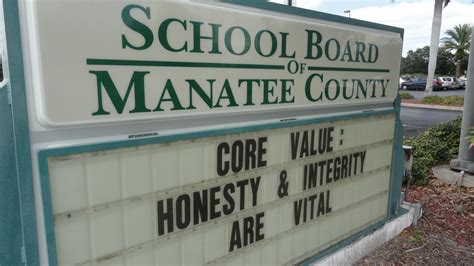 SCHOOL BOARD
OF
MANATEE COUNTY
CORE VALUE:
HONESTY & INTEGRITY
ARE VITAL